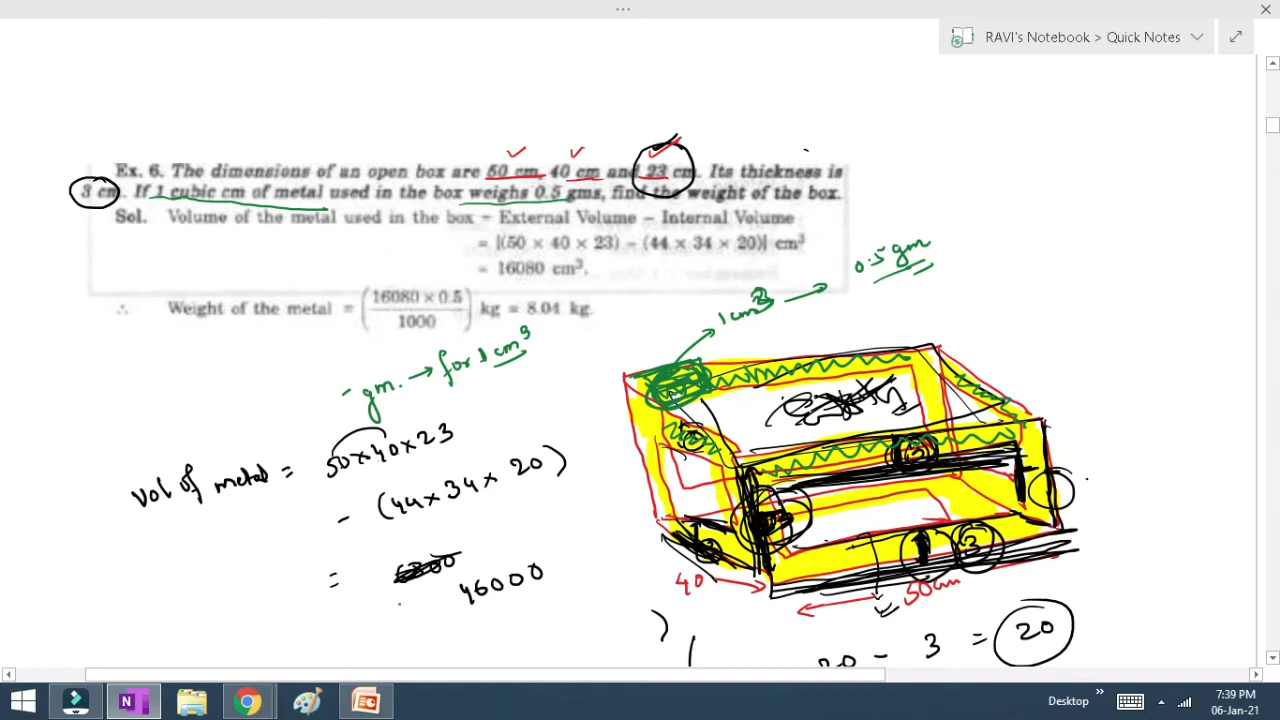 RAVI's Notebook > Quick Notes
Ex. 6. The dimensions of an open box are 50 cm, 40 cm and 23 cm. Its thickness is
3 cm. If 1 cubic cm of metal used in the box weighs 0.5 gms, find the weight of the box.
Sol. Volume of the metal used in the box = External Volume − Internal Volume
= [(50 × 40 × 23) − (44 × 34 × 20)] cm³
= 16080 cm³.
∴ Weight of the metal = (16080 × 0.5 / 1000) kg = 8.04 kg.
0.5 gm
1 cm³
- gm. → for 1 cm³
Vol of metal = 50×40×23
- (44 × 34 × 20)
= 46000
3
3
40
50cm
20 - 3 = 20
Desktop
7:39 PM
06-Jan-21